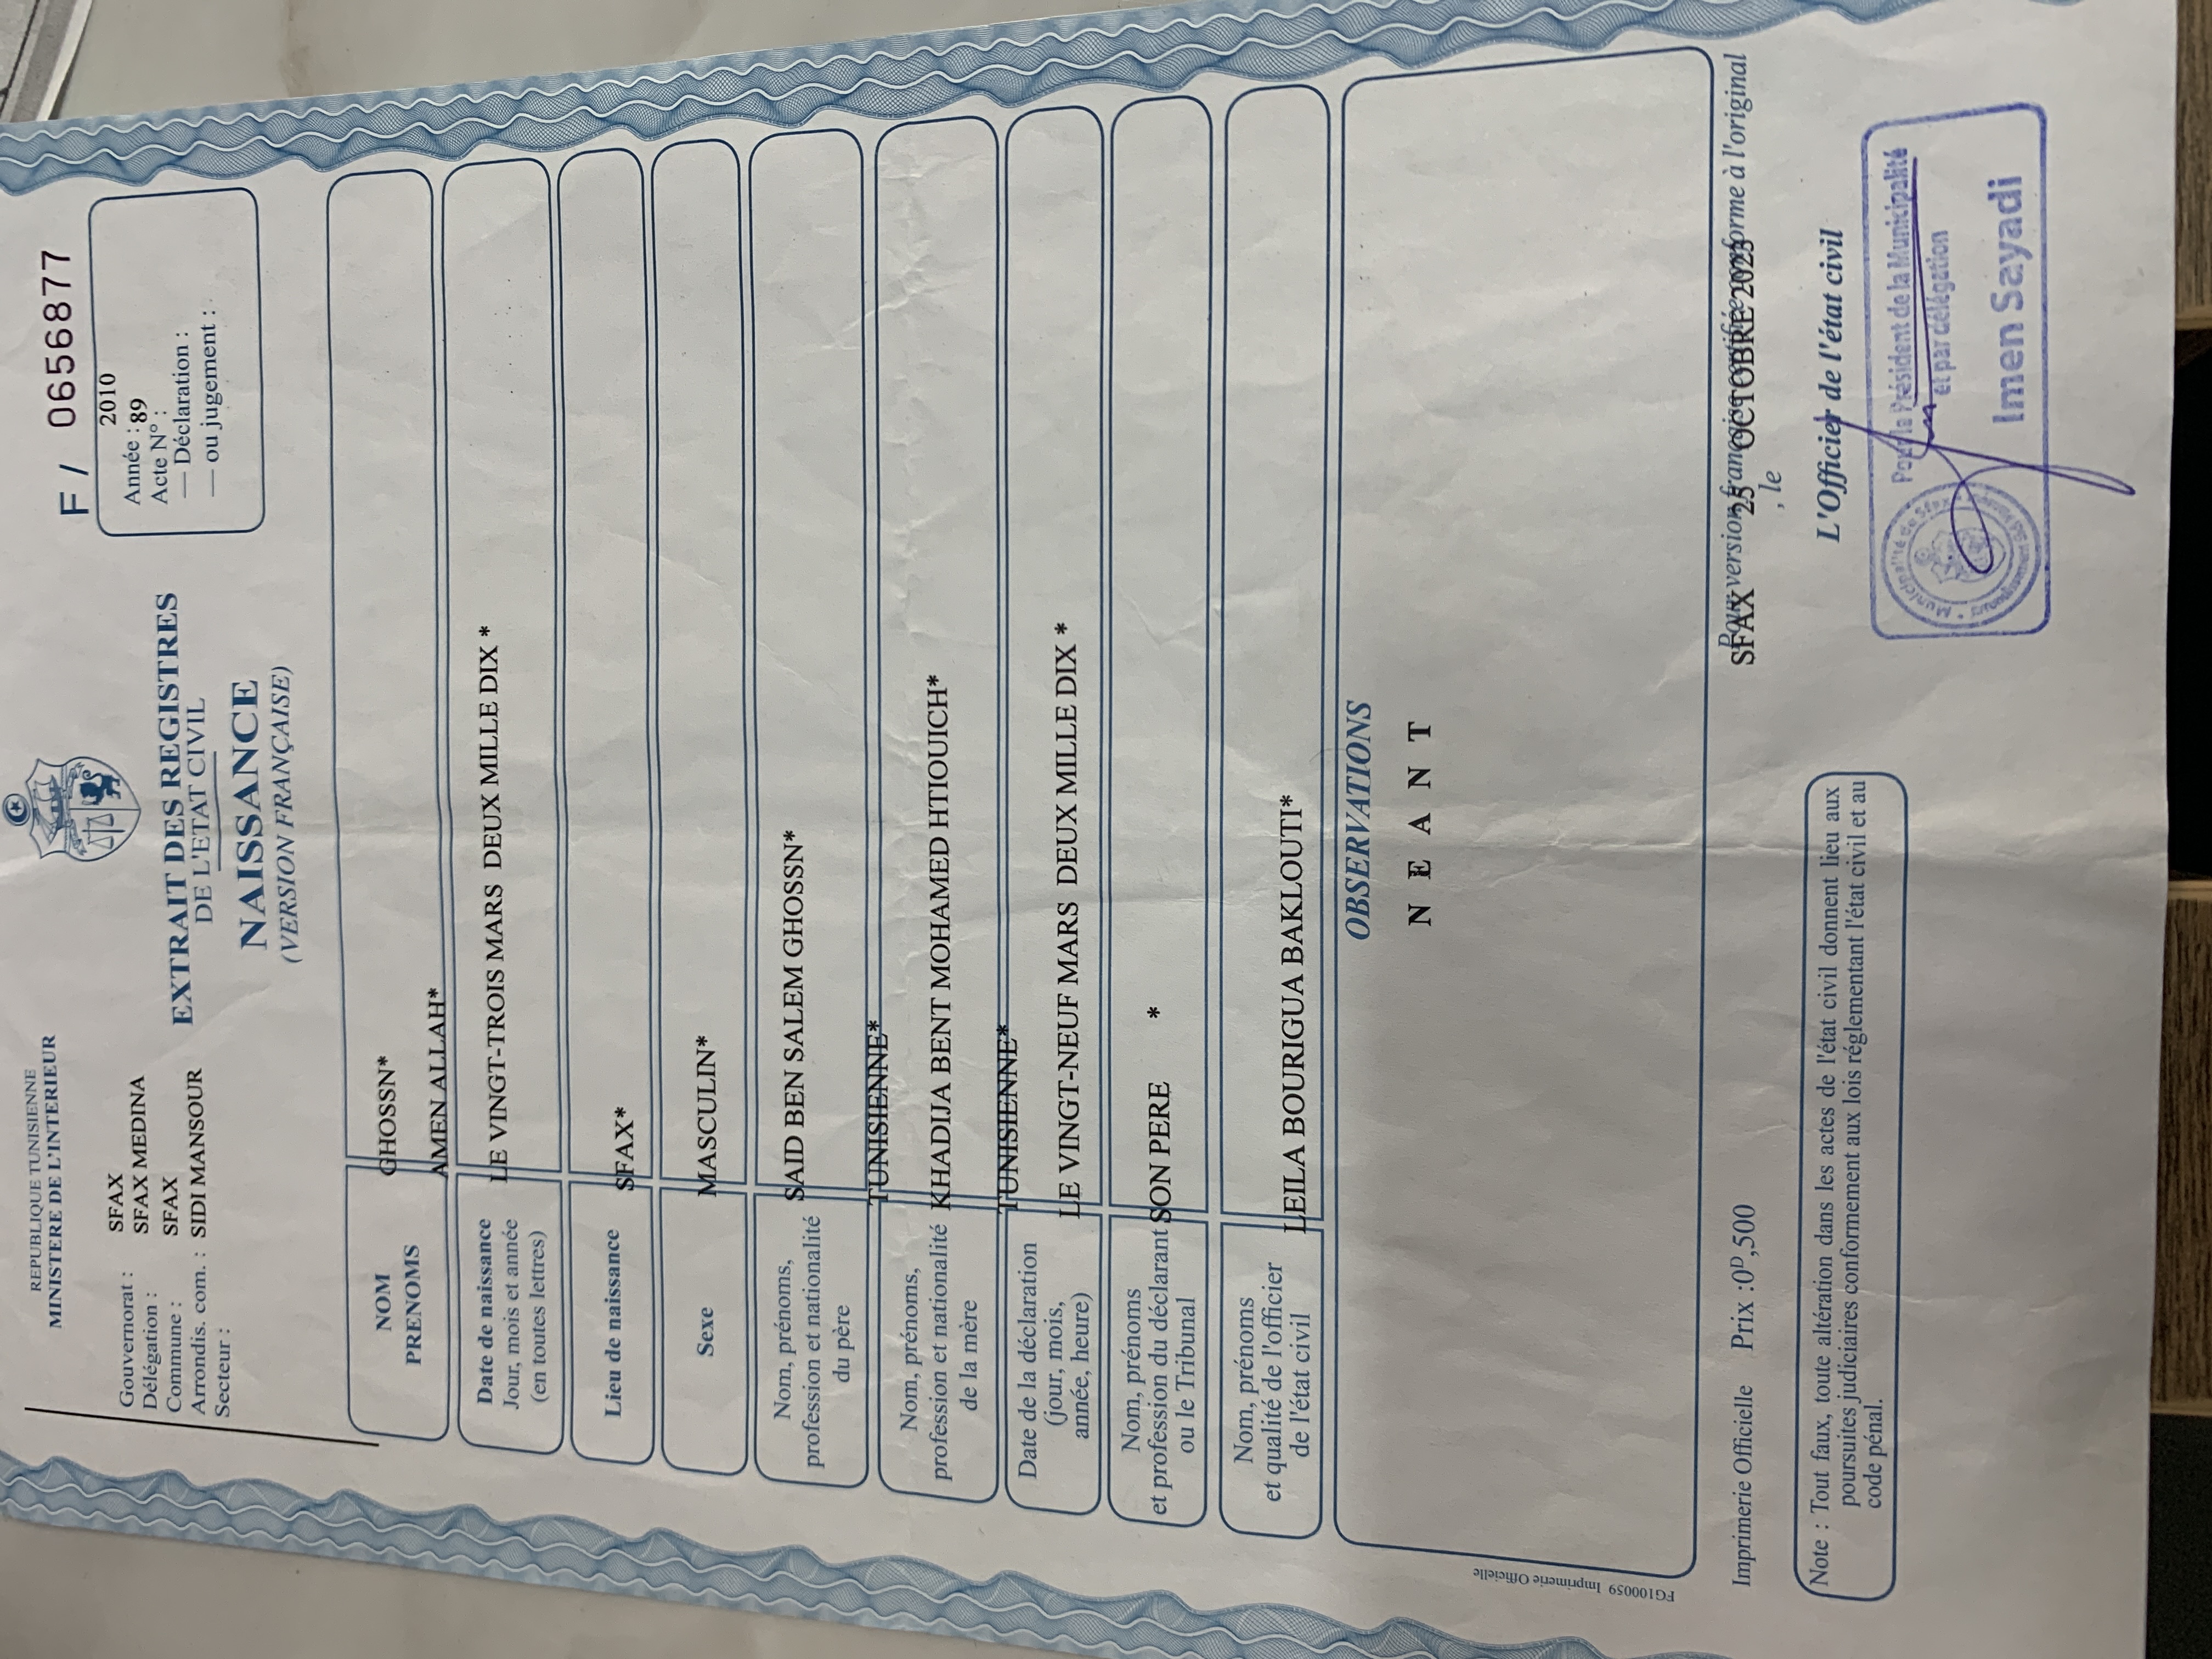 REPUBLIQUE TUNISIENNE
MINISTERE DE L'INTERIEUR
Gouvernorat : SFAX
Délégation : SFAX MEDINA
Commune : SFAX
Arrondis. com. : SIDI MANSOUR
Secteur :
EXTRAIT DES REGISTRES
DE L'ETAT CIVIL
NAISSANCE
(VERSION FRANÇAISE)
F / 0656877
2010
Année : 89
Acte N° :
— Déclaration :
— ou jugement :
NOM
PRENOMS
GHOSSN*
AMEN ALLAH*
Date de naissance
Jour, mois et année
(en toutes lettres)
LE VINGT-TROIS MARS DEUX MILLE DIX *
Lieu de naissance
SFAX*
Sexe
MASCULIN*
Nom, prénoms,
profession et nationalité
du père
SAID BEN SALEM GHOSSN*
TUNISIENNE*
Nom, prénoms,
profession et nationalité
de la mère
KHADIJA BENT MOHAMED HTIOUICH*
TUNISIENNE*
Date de la déclaration
(jour, mois,
année, heure)
LE VINGT-NEUF MARS DEUX MILLE DIX *
Nom, prénoms
et profession du déclarant
ou le Tribunal
SON PERE *
Nom, prénoms
et qualité de l'officier
de l'état civil
LEILA BOURIGUA BAKLOUTI*
OBSERVATIONS
N E A N T
FG100059 Imprimerie Officielle
Imprimerie Officielle Prix :0D,500
Pour version française certifiée conforme à l'original
SFAX 25 OCTOBRE 2023
, le
L'Officier de l'état civil
Pour le Président de la Municipalité
et par délégation
Imen Sayadi
Municipalité de Sfax
Note : Tout faux, toute altération dans les actes de l'état civil donnent lieu aux
poursuites judiciaires conformement aux lois réglementant l'état civil et au
code pénal.